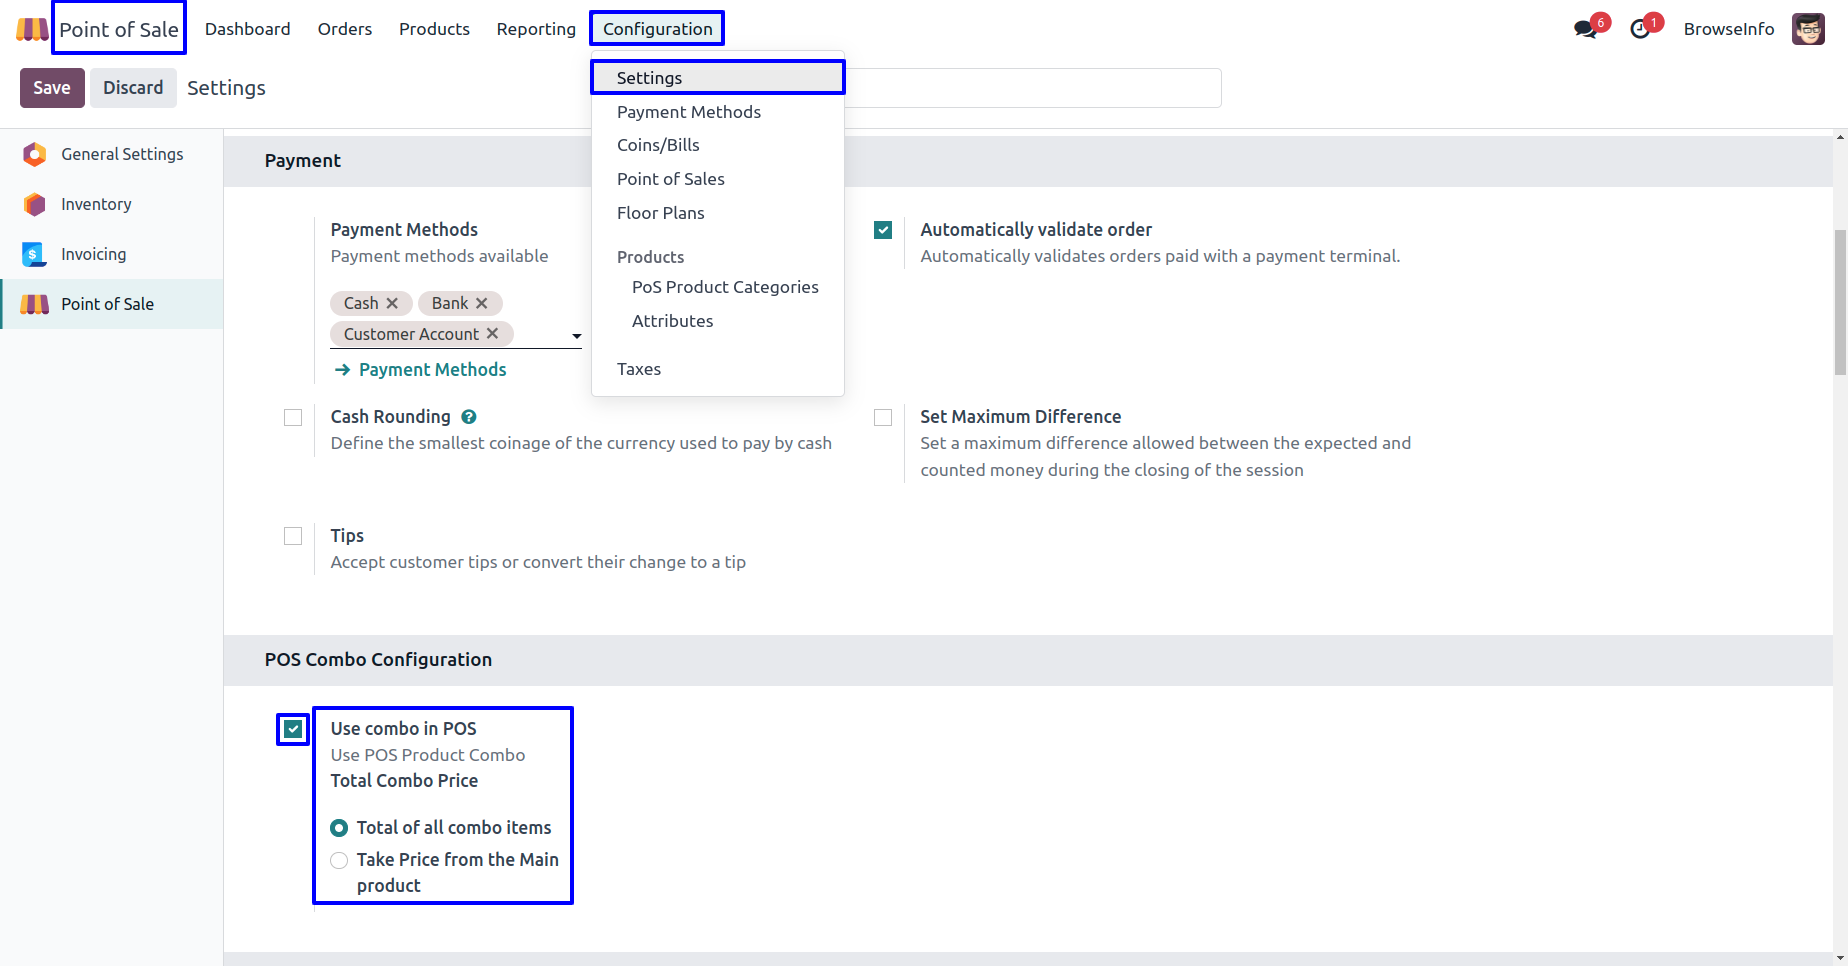 Point of Sale Dashboard Orders Products Reporting Configuration 6 1 BrowseInfo
Save Discard Settings
Settings
Payment Methods
Coins/Bills
Point of Sales
Floor Plans
Products
PoS Product Categories
Attributes
Taxes
General Settings
Inventory
$ Invoicing
Point of Sale
Payment
Payment Methods
Payment methods available
Cash Bank
Customer Account
Payment Methods
Automatically validate order
Automatically validates orders paid with a payment terminal.
Cash Rounding ?
Define the smallest coinage of the currency used to pay by cash
Set Maximum Difference
Set a maximum difference allowed between the expected and
counted money during the closing of the session
Tips
Accept customer tips or convert their change to a tip
POS Combo Configuration
Use combo in POS
Use POS Product Combo
Total Combo Price
Total of all combo items
Take Price from the Main
product